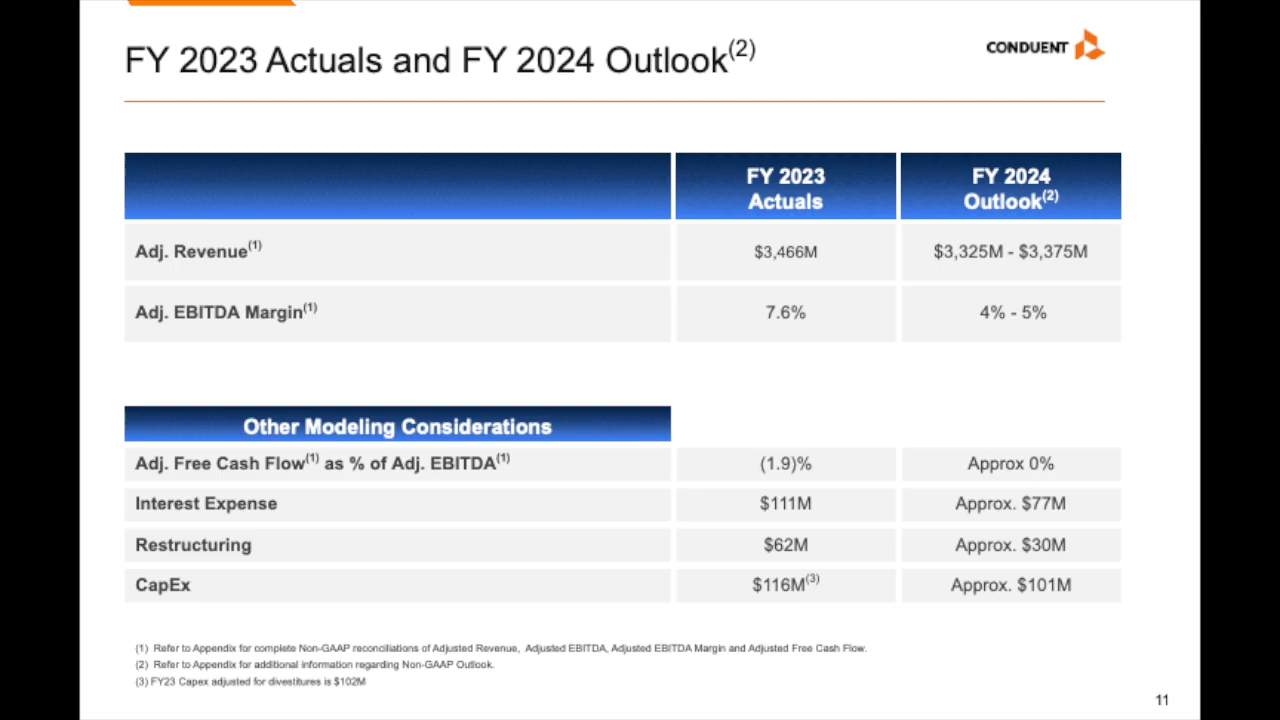 FY 2023 Actuals and FY 2024 Outlook(2)
CONDUENT
FY 2023 Actuals
FY 2024 Outlook(2)
Adj. Revenue(1) $3,466M $3,325M - $3,375M
Adj. EBITDA Margin(1) 7.6% 4% - 5%
Other Modeling Considerations
Adj. Free Cash Flow(1) as % of Adj. EBITDA(1) (1.9)% Approx 0%
Interest Expense $111M Approx. $77M
Restructuring $62M Approx. $30M
CapEx $116M(3) Approx. $101M
(1) Refer to Appendix for complete Non-GAAP reconciliations of Adjusted Revenue, Adjusted EBITDA, Adjusted EBITDA Margin and Adjusted Free Cash Flow.
(2) Refer to Appendix for additional information regarding Non-GAAP Outlook.
(3) FY23 Capex adjusted for divestitures is $102M
11